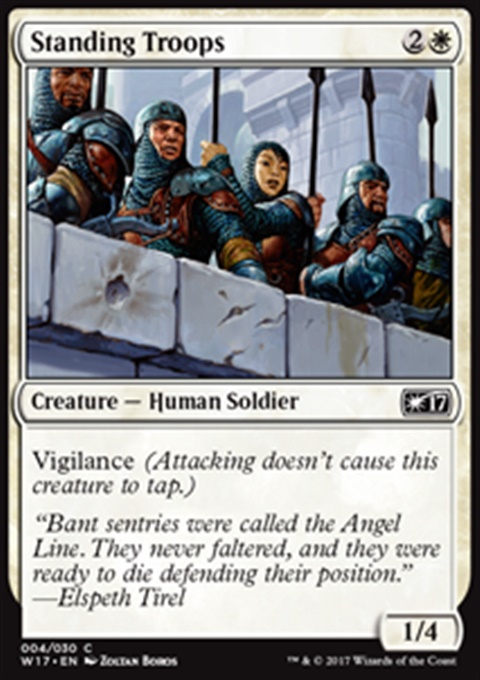 Standing Troops 2
17
Creature — Human Soldier
Vigilance (Attacking doesn't cause this
creature to tap.)
“Bant sentries were called the Angel
Line. They never faltered, and they were
ready to die defending their position.”
—Elspeth Tirel
1/4
004/030 C
W17 • EN Zoltan Boros
™ & © 2017 Wizards of the Coast